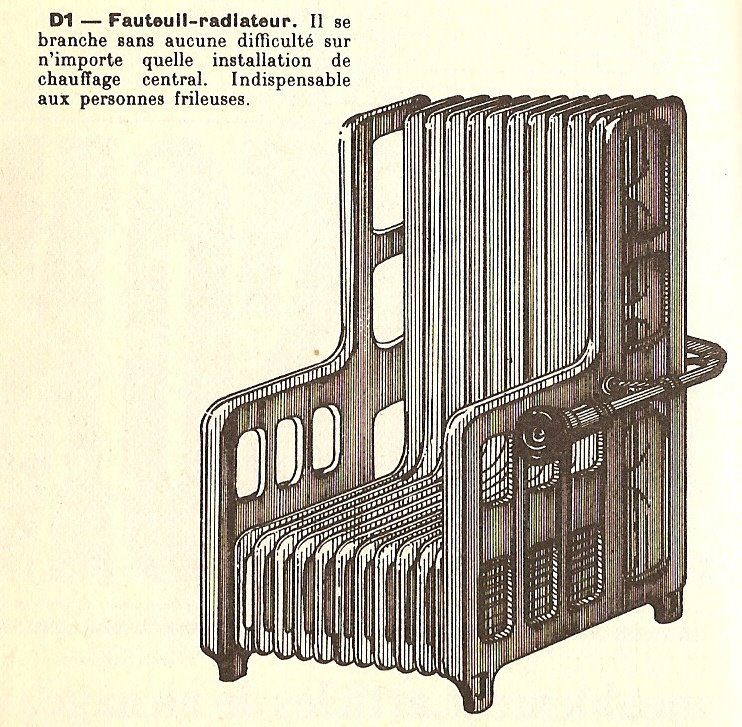 D1 — Fauteuil-radiateur. Il se
branche sans aucune difficulté sur
n'importe quelle installation de
chauffage central. Indispensable
aux personnes frileuses.